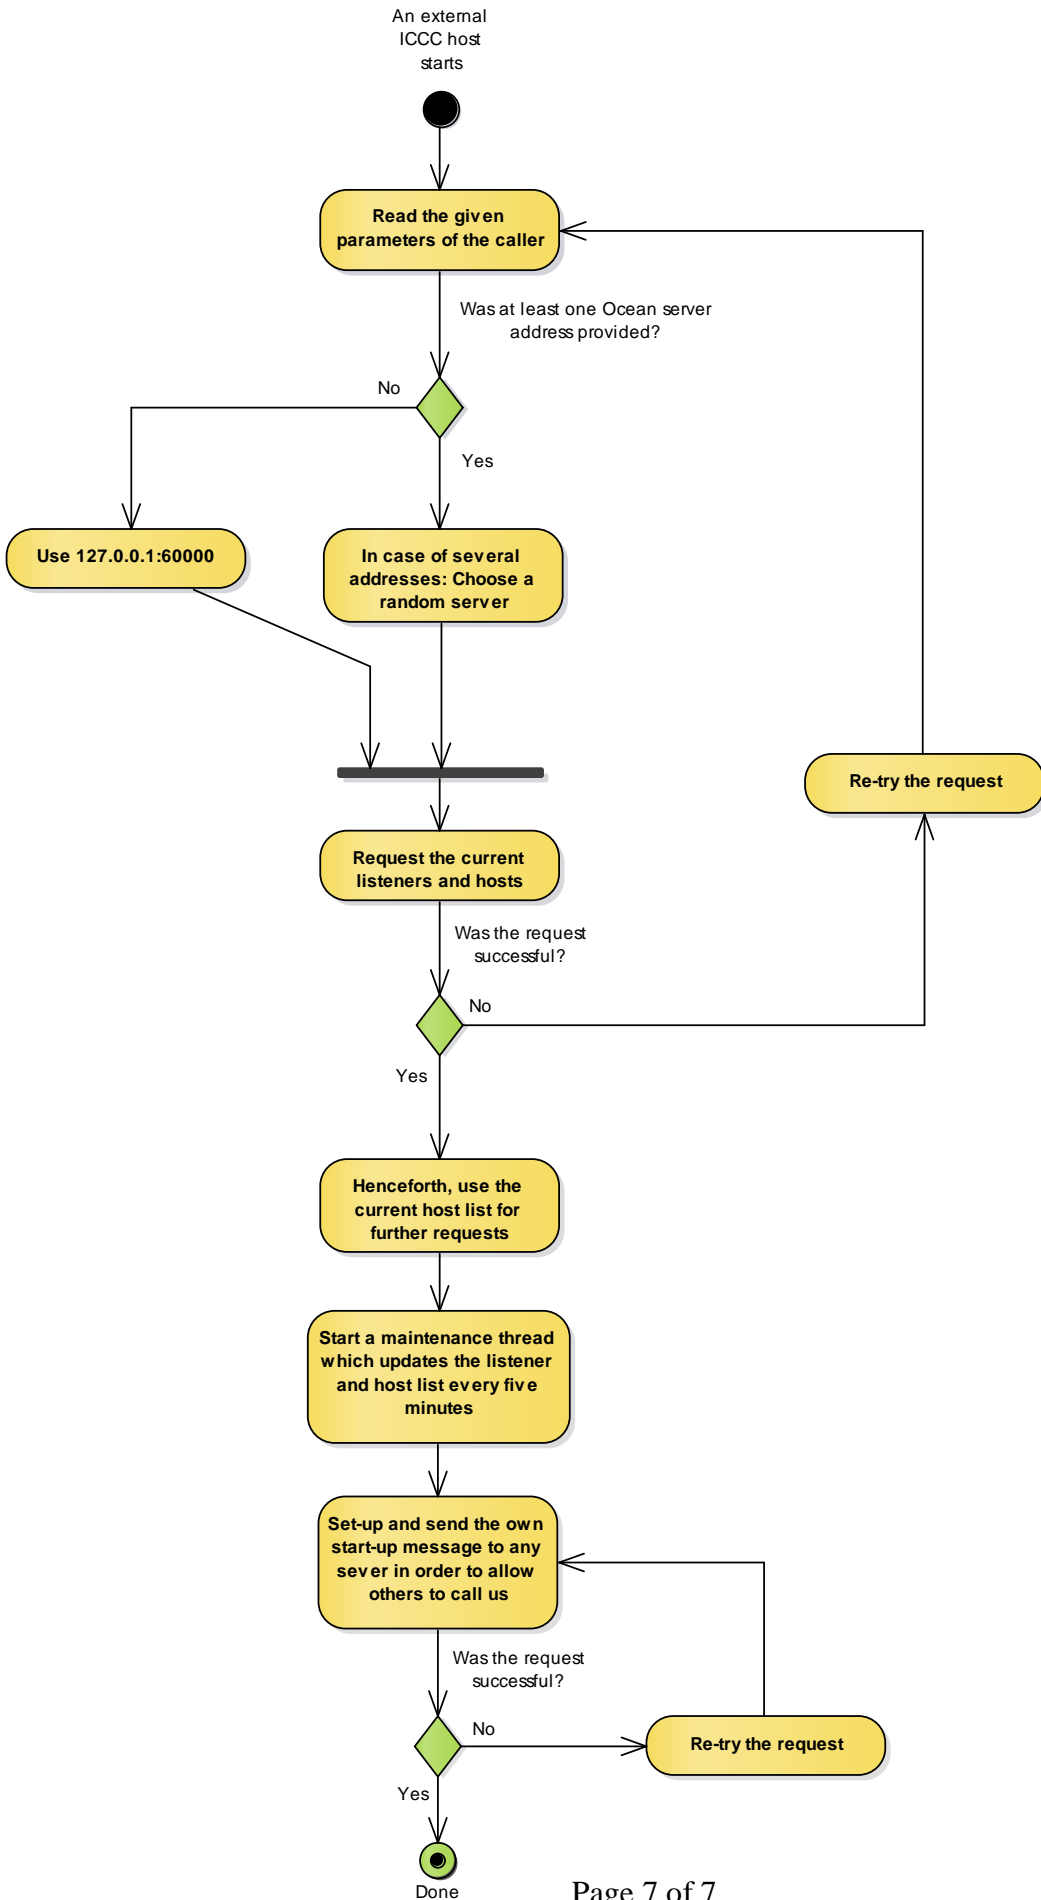 An external
ICCC host
starts
Read the given
parameters of the caller
Was at least one Ocean server
address provided?
No
Yes
Use 127.0.0.1:60000
In case of several
addresses: Choose a
random server
Re-try the request
Request the current
listeners and hosts
Was the request
successful?
No
Yes
Henceforth, use the
current host list for
further requests
Start a maintenance thread
which updates the listener
and host list every five
minutes
Set-up and send the own
start-up message to any
sever in order to allow
others to call us
Was the request
successful?
No
Re-try the request
Yes
Done
Page 7 of 7